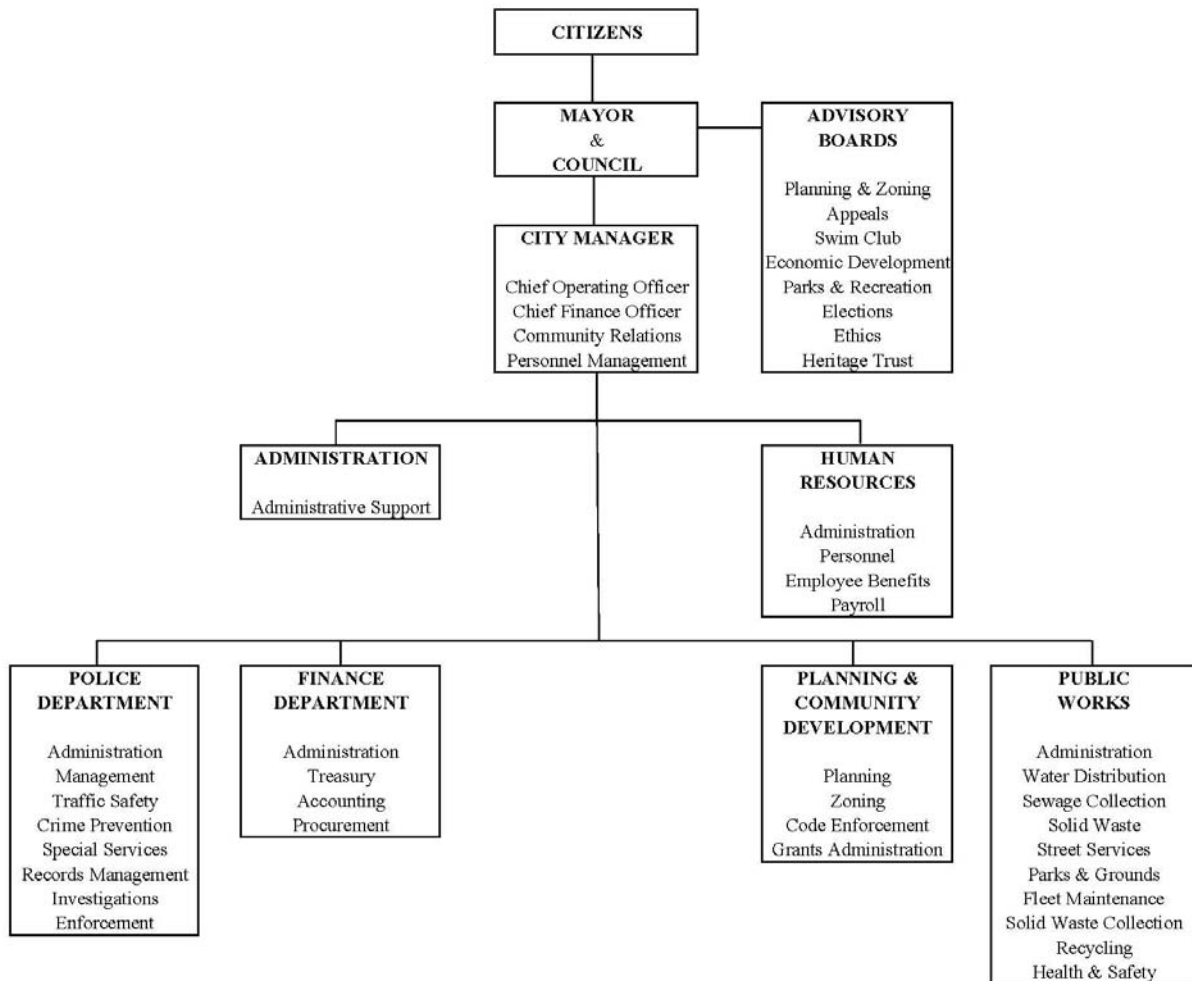 CITIZENS
MAYOR
&
COUNCIL
ADVISORY
BOARDS
Planning & Zoning
Appeals
Swim Club
Economic Development
Parks & Recreation
Elections
Ethics
Heritage Trust
CITY MANAGER
Chief Operating Officer
Chief Finance Officer
Community Relations
Personnel Management
ADMINISTRATION
Administrative Support
HUMAN
RESOURCES
Administration
Personnel
Employee Benefits
Payroll
POLICE
DEPARTMENT
Administration
Management
Traffic Safety
Crime Prevention
Special Services
Records Management
Investigations
Enforcement
FINANCE
DEPARTMENT
Administration
Treasury
Accounting
Procurement
PLANNING &
COMMUNITY
DEVELOPMENT
Planning
Zoning
Code Enforcement
Grants Administration
PUBLIC
WORKS
Administration
Water Distribution
Sewage Collection
Solid Waste
Street Services
Parks & Grounds
Fleet Maintenance
Solid Waste Collection
Recycling
Health & Safety